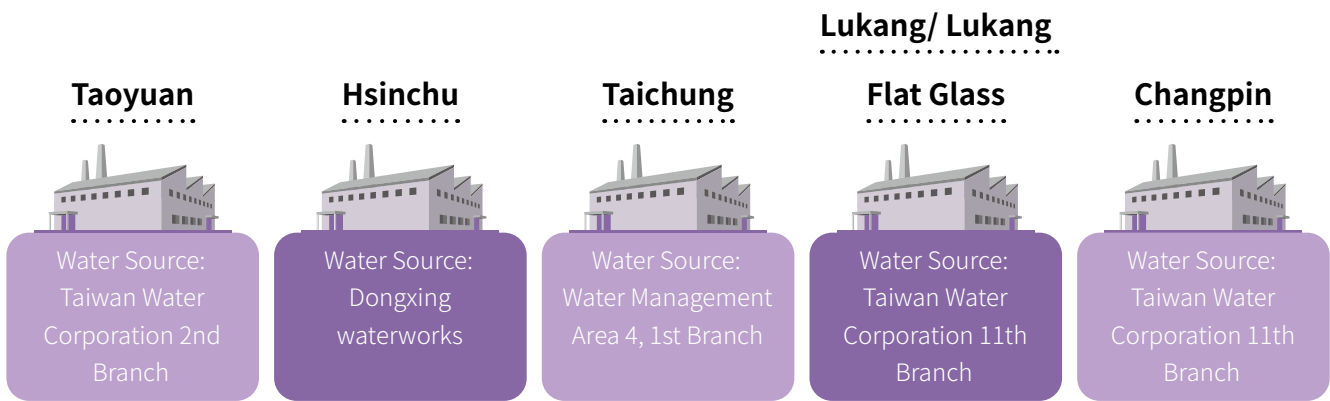 Taoyuan
Water Source:
Taiwan Water
Corporation 2nd
Branch
Hsinchu
Water Source:
Dongxing
waterworks
Taichung
Water Source:
Water Management
Area 4, 1st Branch
Lukang/ Lukang
Flat Glass
Water Source:
Taiwan Water
Corporation 11th
Branch
Changpin
Water Source:
Taiwan Water
Corporation 11th
Branch